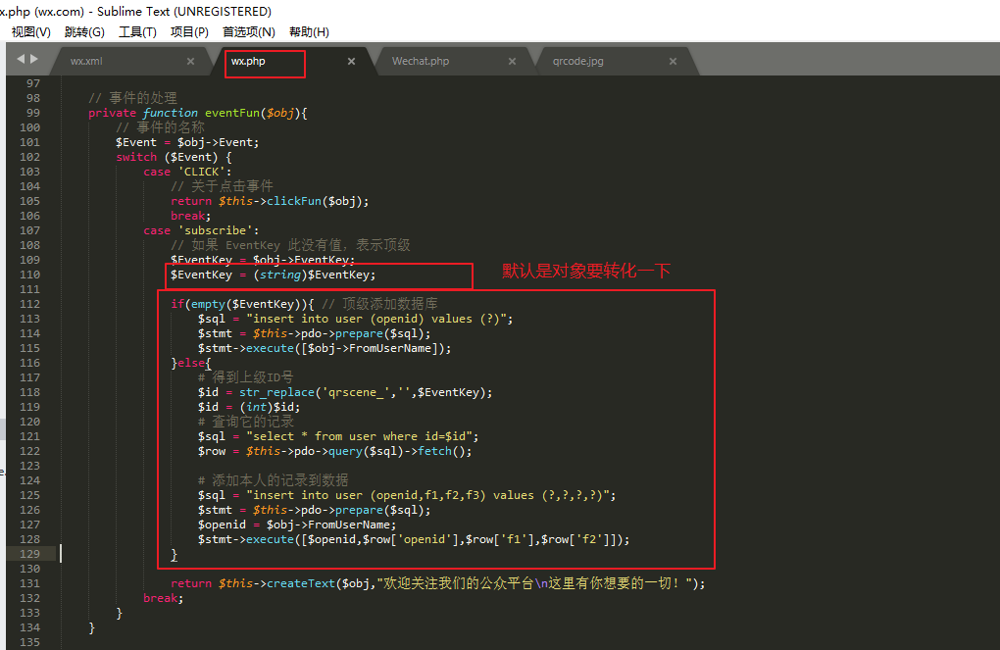 x.php (wx.com) - Sublime Text (UNREGISTERED)
视图(V) 跳转(G) 工具(T) 项目(P) 首选项(N) 帮助(H)
wx.xml × wx.php × Wechat.php × qrcode.jpg ×
97
98 // 事件的处理
99 private function eventFun($obj){
100 // 事件的名称
101 $Event = $obj->Event;
102 switch ($Event) {
103 case 'CLICK':
104 // 关于点击事件
105 return $this->clickFun($obj);
106 break;
107 case 'subscribe':
108 // 如果 EventKey 此没有值，表示顶级
109 $EventKey = $obj->EventKey;
110 $EventKey = (string)$EventKey; 默认是对象要转化一下
111
112 if(empty($EventKey)){ // 顶级添加数据库
113 $sql = "insert into user (openid) values (?)";
114 $stmt = $this->pdo->prepare($sql);
115 $stmt->execute([$obj->FromUserName]);
116 }else{
117 # 得到上级ID号
118 $id = str_replace('qrscene_','',$EventKey);
119 $id = (int)$id;
120 # 查询它的记录
121 $sql = "select * from user where id=$id";
122 $row = $this->pdo->query($sql)->fetch();
123
124 # 添加本人的记录到数据
125 $sql = "insert into user (openid,f1,f2,f3) values (?,?,?,?)";
126 $stmt = $this->pdo->prepare($sql);
127 $openid = $obj->FromUserName;
128 $stmt->execute([$openid,$row['openid'],$row['f1'],$row['f2']]);
129 }
130
131 return $this->createText($obj,"欢迎关注我们的公众平台\n这里有你想要的一切！");
132 break;
133 }
134 }
135